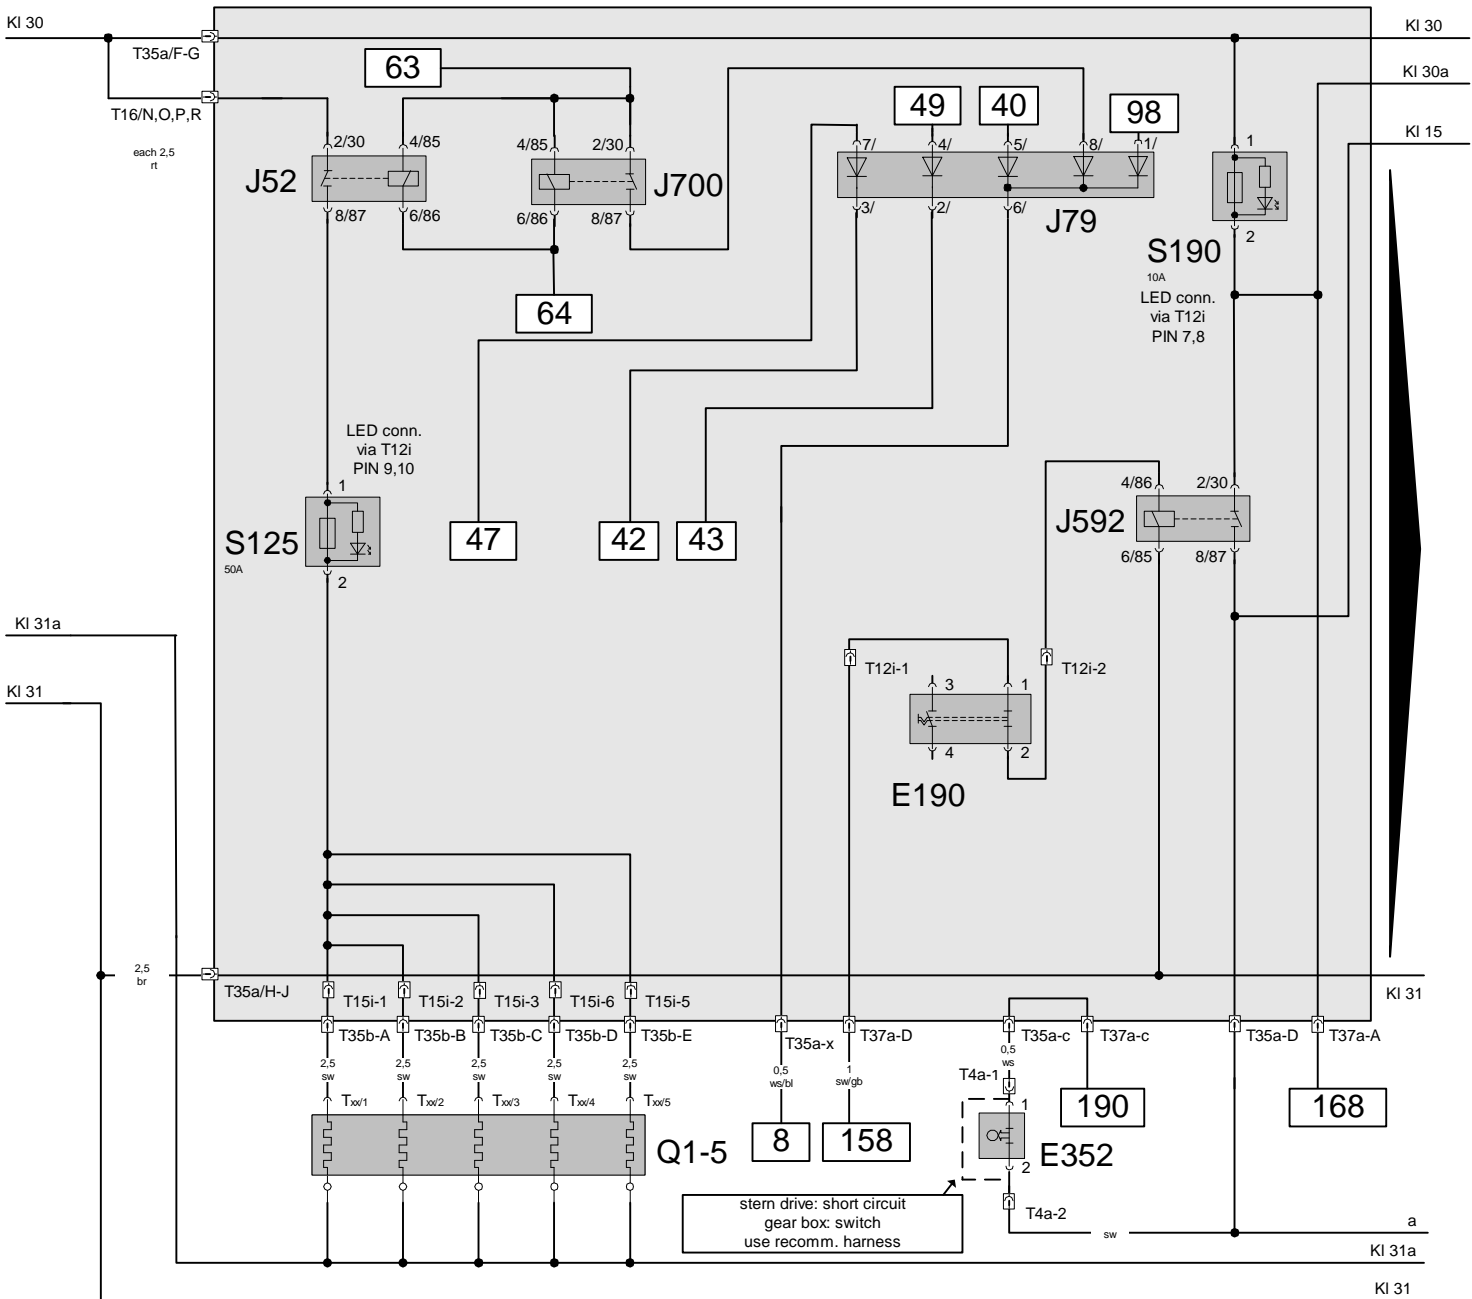 Kl 30
Kl 30
T35a/F-G
63
Kl 30a
T16/N,O,P,R
49
40
98
each 2,5
rt
Kl 15
2/30
4/85
4/85
2/30
7/
4/
5/
8/
1/
1
J52
J700
8/87
6/86
6/86
8/87
3/
2/
6/
J79
2
S190
10A
LED conn.
via T12i
PIN 7,8
64
LED conn.
via T12i
PIN 9,10
1
4/86
2/30
S125
50A
47
42
43
J592
2
6/85
8/87
Kl 31a
T12i-1
T12i-2
Kl 31
3
1
4
2
E190
2,5
br
T35a/H-J
Kl 31
T15i-1
T15i-2
T15i-3
T15i-6
T15i-5
T35b-A
T35b-B
T35b-C
T35b-D
T35b-E
T35a-x
T37a-D
T35a-c
T37a-c
T35a-D
T37a-A
2,5
sw
2,5
sw
2,5
sw
2,5
sw
2,5
sw
0,5
ws/bl
1
sw/gb
0,5
ws
T4a-1
Txx/1
Txx/2
Txx/3
Txx/4
Txx/5
1
190
168
Q1-5
8
158
E352
2
stern drive: short circuit
gear box: switch
use recomm. harness
T4a-2
sw
a
Kl 31a
Kl 31